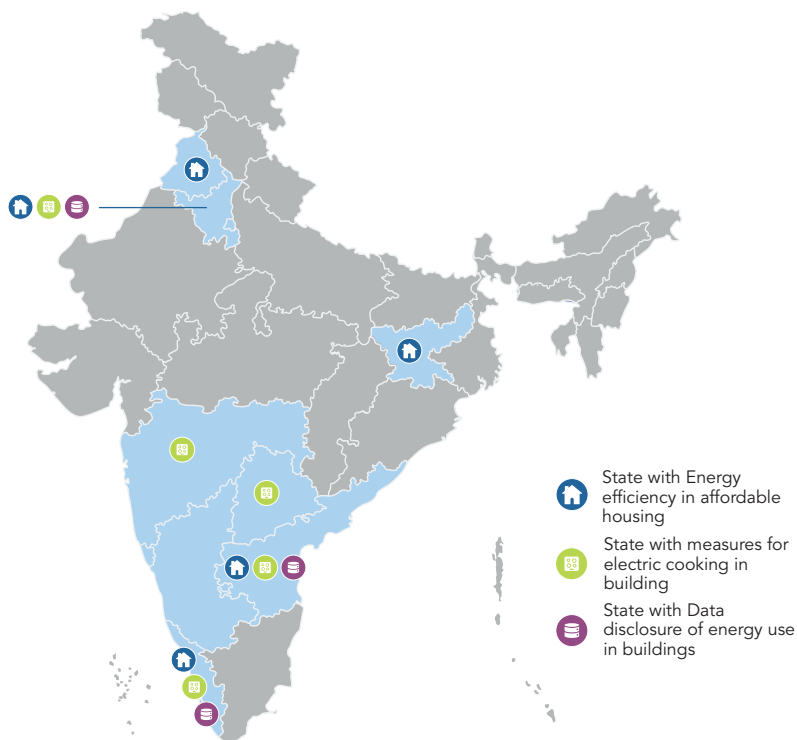 State with Energy
efficiency in affordable
housing
State with measures for
electric cooking in
building
State with Data
disclosure of energy use
in buildings